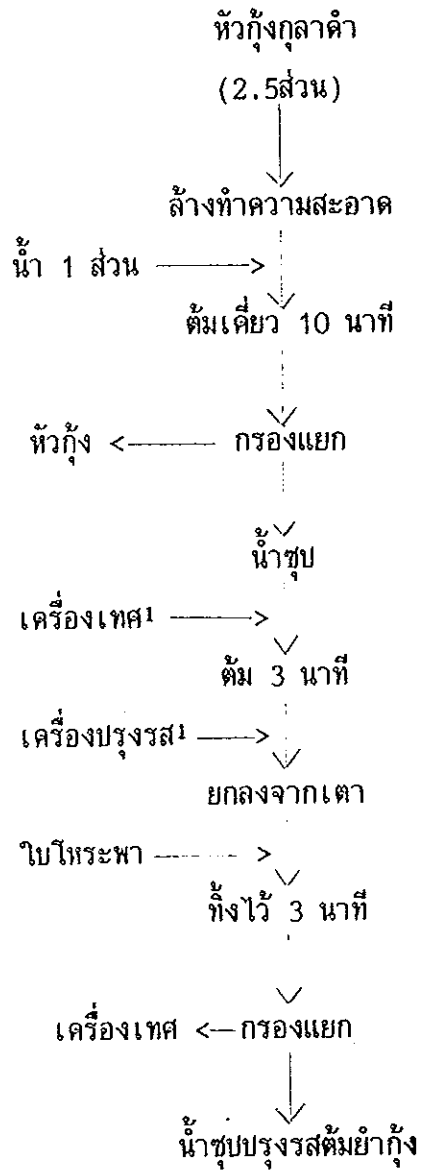 หัวกุ้งกุลาดำ
(2.5ส่วน)
ล้างทำความสะอาด
น้ำ 1 ส่วน
ต้มเดี่ยว 10 นาที
หัวกุ้ง กรองแยก
น้ำซุป
เครื่องเทศ¹
ต้ม 3 นาที
เครื่องปรุงรส¹
ยกลงจากเตา
ใบโหระพา
ทิ้งไว้ 3 นาที
เครื่องเทศ กรองแยก
น้ำซุปปรุงรสต้มยำกุ้ง